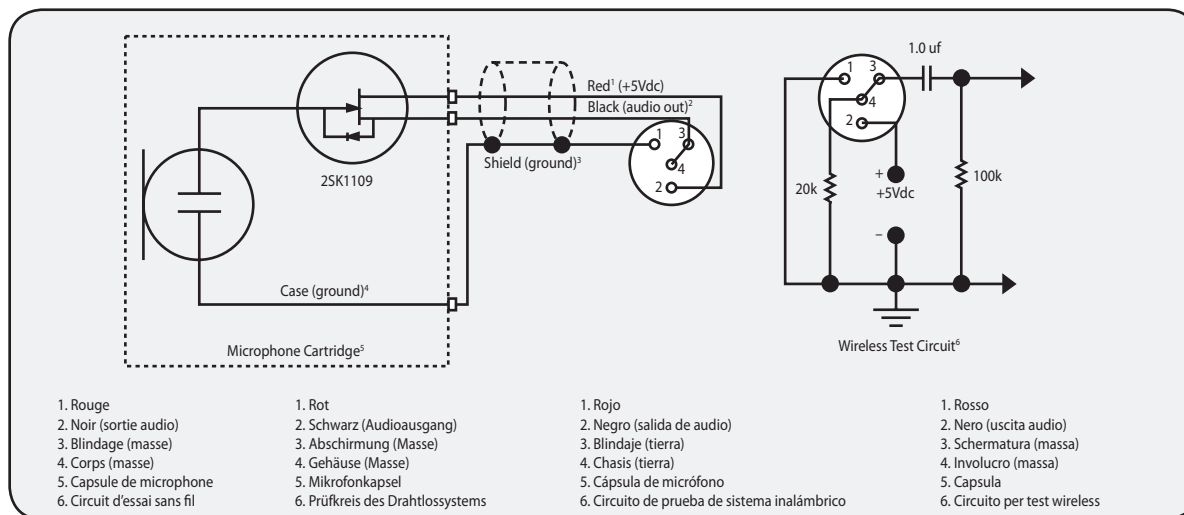 2SK1109
Red¹ (+5Vdc)
Black (audio out)²
Shield (ground)³
1
3
4
2
Case (ground)⁴
Microphone Cartridge⁵
1.0 uf
1
3
4
2
20k
+
+5Vdc
–
100k
Wireless Test Circuit⁶
1. Rouge
2. Noir (sortie audio)
3. Blindage (masse)
4. Corps (masse)
5. Capsule de microphone
6. Circuit d'essai sans fil
1. Rot
2. Schwarz (Audioausgang)
3. Abschirmung (Masse)
4. Gehäuse (Masse)
5. Mikrofonkapsel
6. Prüfkreis des Drahtlossystems
1. Rojo
2. Negro (salida de audio)
3. Blindaje (tierra)
4. Chasis (tierra)
5. Cápsula de micrófono
6. Circuito de prueba de sistema inalámbrico
1. Rosso
2. Nero (uscita audio)
3. Schermatura (massa)
4. Involucro (massa)
5. Capsula
6. Circuito per test wireless